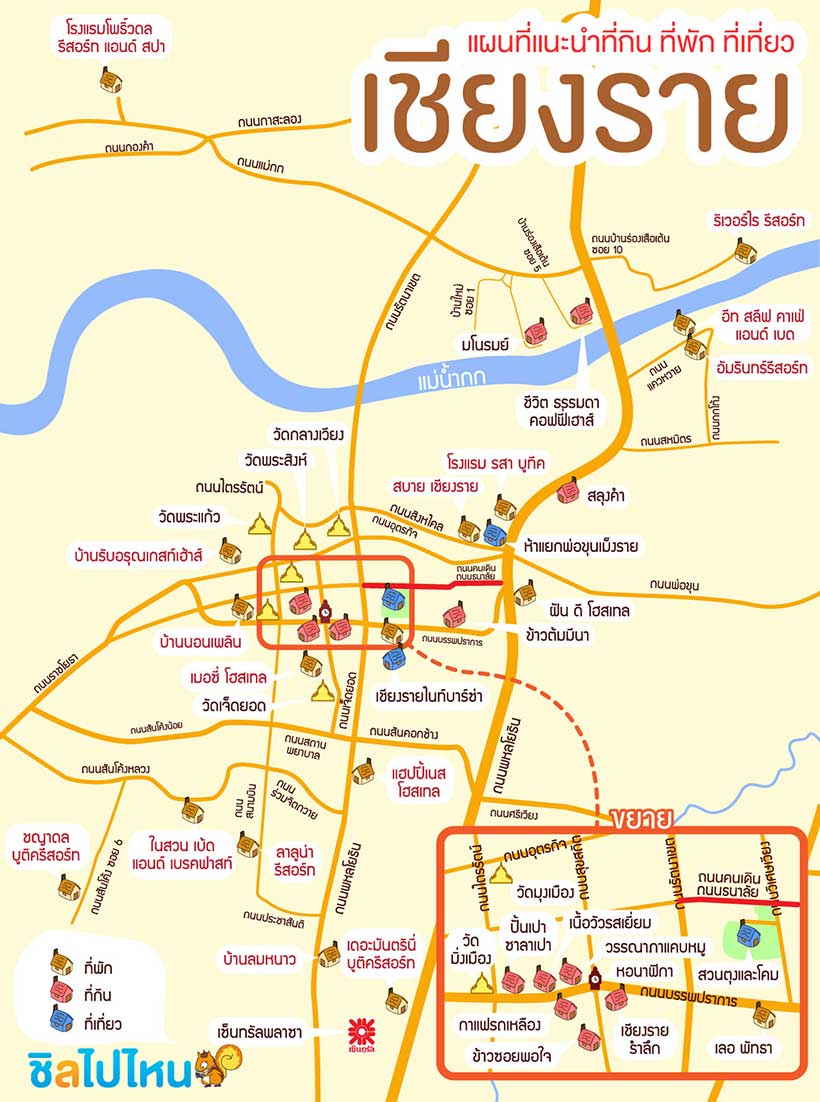 แผนที่แนะนำที่กิน ที่พัก ที่เที่ยว
เชียงราย
โรงแรมโพธิ์วดล
รีสอร์ท แอนด์ สปา
ถนนกาสะลอง
ถนนกองคำ
ถนนแม่กก
ถนนรัตนาเขต
บ้านร่องเสือเต้น
ซอย 5
ถนนบ้านร่องเสือเต้น
ซอย 10
ริเวอร์ไร รีสอร์ท
บ้านใหม่
ซอย 1
มโนรมย์
อีท สลีฟ คาเฟ่
แอนด์ เบด
อัมรินทร์รีสอร์ท
แม่น้ำกก
ชีวิต ธรรมดา
คอฟฟี่เฮาส์
ถนน
แควหวาย
ถนนกกโท้ง
ถนนสหมิตร
วัดกลางเวียง
วัดพระสิงห์
ถนนไตรรัตน์
วัดพระแก้ว
โรงแรม รสา บูทีค
สบาย เชียงราย
สลุงคำ
ถนนสิงหไคล
ถนนอุตรกิจ
บ้านรับอรุณเกสท์เฮ้าส์
ห้าแยกพ่อขุนเม็งราย
ถนนคนเดิน
ถนนธนาลัย
ถนนพ่อขุน
ฟัน ดี โฮสเทล
ข้าวต้มมีนา
ถนนบรรพปราการ
บ้านนอนเพลิน
เมอซี่ โฮสเทล
วัดเจ็ดยอด
ถนนเจ็ดยอด
เชียงรายไนท์บาร์ซ่า
ถนนราชโยธา
ถนนสันโค้งน้อย
ถนนสถาน
พยาบาล
ถนนสันคอกช้าง
ถนนพหลโยธิน
ถนนสันโค้งหลวง
ถนน
สนามบิน
ถนน
ร่วมจิตถวาย
แฮปปี้เนส
โฮสเทล
ถนนศรีเวียง
ขยาย
ชญาดล
บูติครีสอร์ท
ถนนสันโค้ง ซอย 6
ในสวน เบ้ด
แอนด์ เบรคฟาสท์
ลาลูน่า
รีสอร์ท
ถนนพหลโยธิน
ถนนประชาสันติ
บ้านลมหนาว
เดอะมันตรินี่
บูติครีสอร์ท
เซ็นทรัลพลาซา
เซ็นทรัล
ที่พัก
ที่กิน
ที่เที่ยว
ชิลไปไหน
ถนนไตรรัตน์
ถนนอุตรกิจ
ถนนรัตนาเขต
ถนนคนเดิน
ถนนธนาลัย
วัดมุงเมือง
วัด
มิ่งเมือง
ปั้นเปา
ซาลาเปา
เนื้อวัวรสเยี่ยม
วรรณาภาแคบหมู
หอนาฬิกา
สวนตุงและโคม
ถนนบรรพปราการ
กาแฟรถเหลือง
ข้าวซอยพอใจ
เชียงราย
รำลึก
เลอ พัทรา